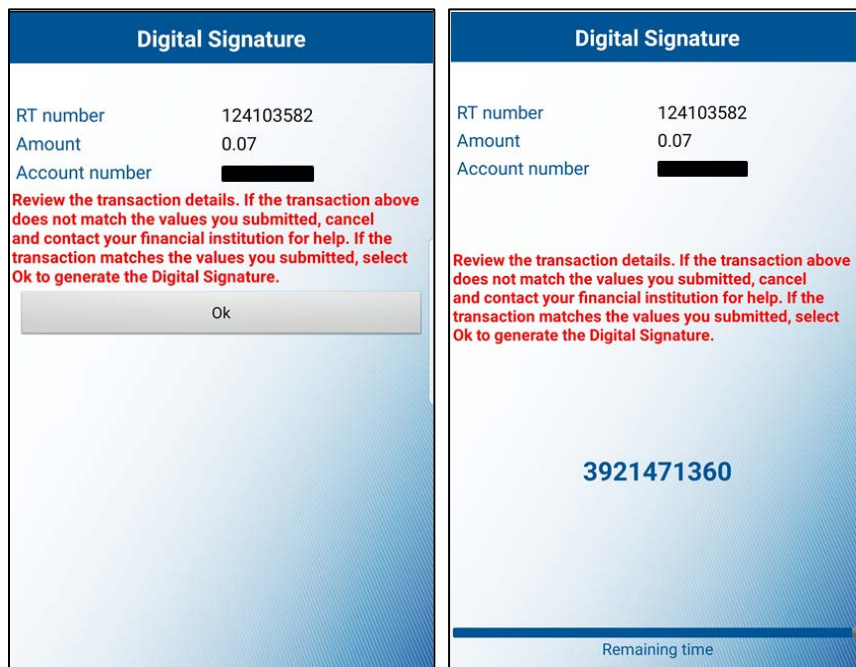 Digital Signature
RT number 124103582
Amount 0.07
Account number
Review the transaction details. If the transaction above
does not match the values you submitted, cancel
and contact your financial institution for help. If the
transaction matches the values you submitted, select
Ok to generate the Digital Signature.
Ok
Digital Signature
RT number 124103582
Amount 0.07
Account number
Review the transaction details. If the transaction above
does not match the values you submitted, cancel
and contact your financial institution for help. If the
transaction matches the values you submitted, select
Ok to generate the Digital Signature.
3921471360
Remaining time